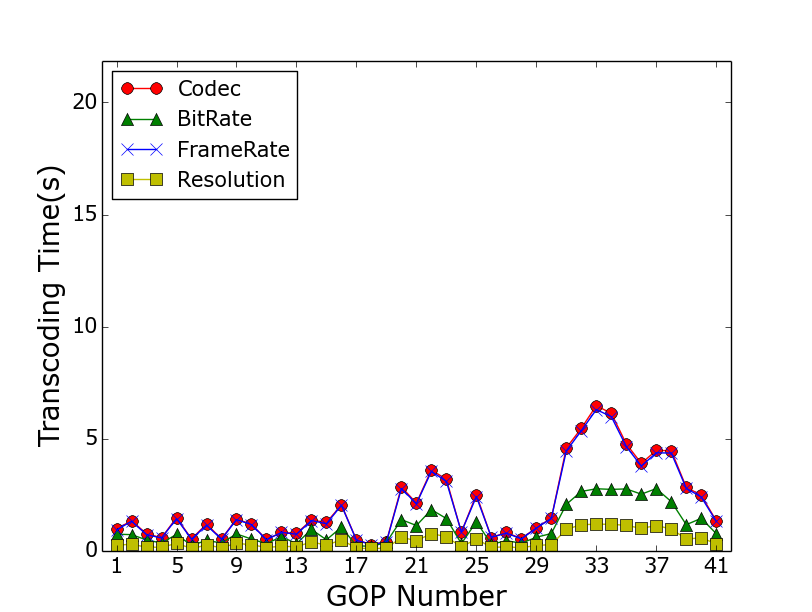 Codec
BitRate
FrameRate
Resolution
20
15
10
5
0
Transcoding Time(s)
1 5 9 13 17 21 25 29 33 37 41
GOP Number